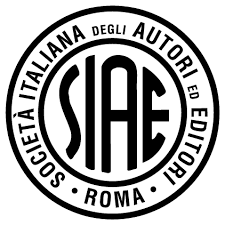 SOCIETÀ ITALIANA DEGLI AUTORI ED EDITORI
SIAE
· ROMA ·